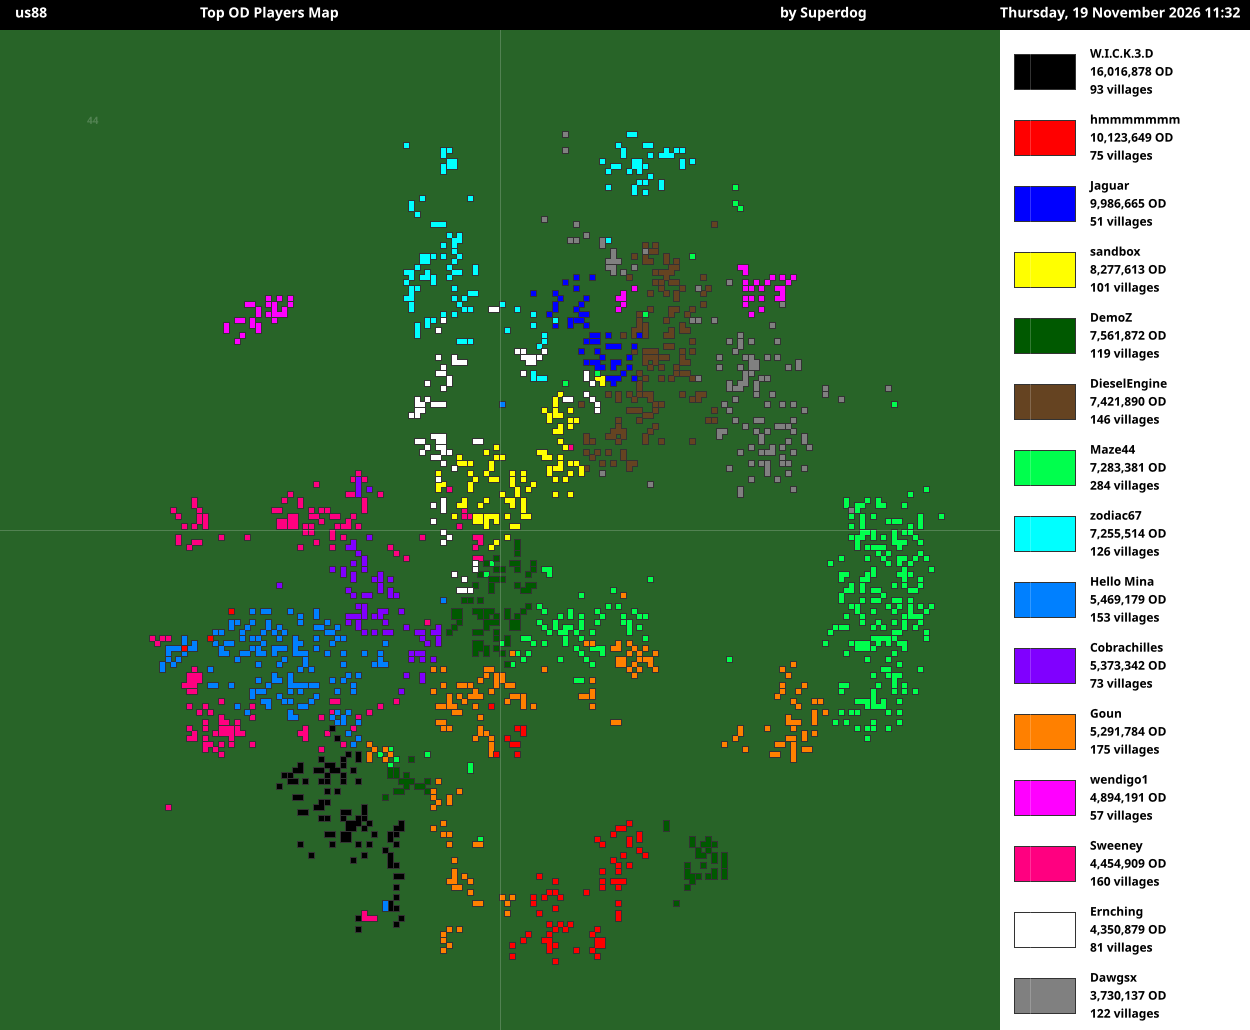 us88 Top OD Players Map by Superdog Thursday, 19 November 2026 11:32
44
W.I.C.K.3.D
16,016,878 OD
93 villages
hmmmmmmm
10,123,649 OD
75 villages
Jaguar
9,986,665 OD
51 villages
sandbox
8,277,613 OD
101 villages
DemoZ
7,561,872 OD
119 villages
DieselEngine
7,421,890 OD
146 villages
Maze44
7,283,381 OD
284 villages
zodiac67
7,255,514 OD
126 villages
Hello Mina
5,469,179 OD
153 villages
Cobrachilles
5,373,342 OD
73 villages
Goun
5,291,784 OD
175 villages
wendigo1
4,894,191 OD
57 villages
Sweeney
4,454,909 OD
160 villages
Ernching
4,350,879 OD
81 villages
Dawgsx
3,730,137 OD
122 villages